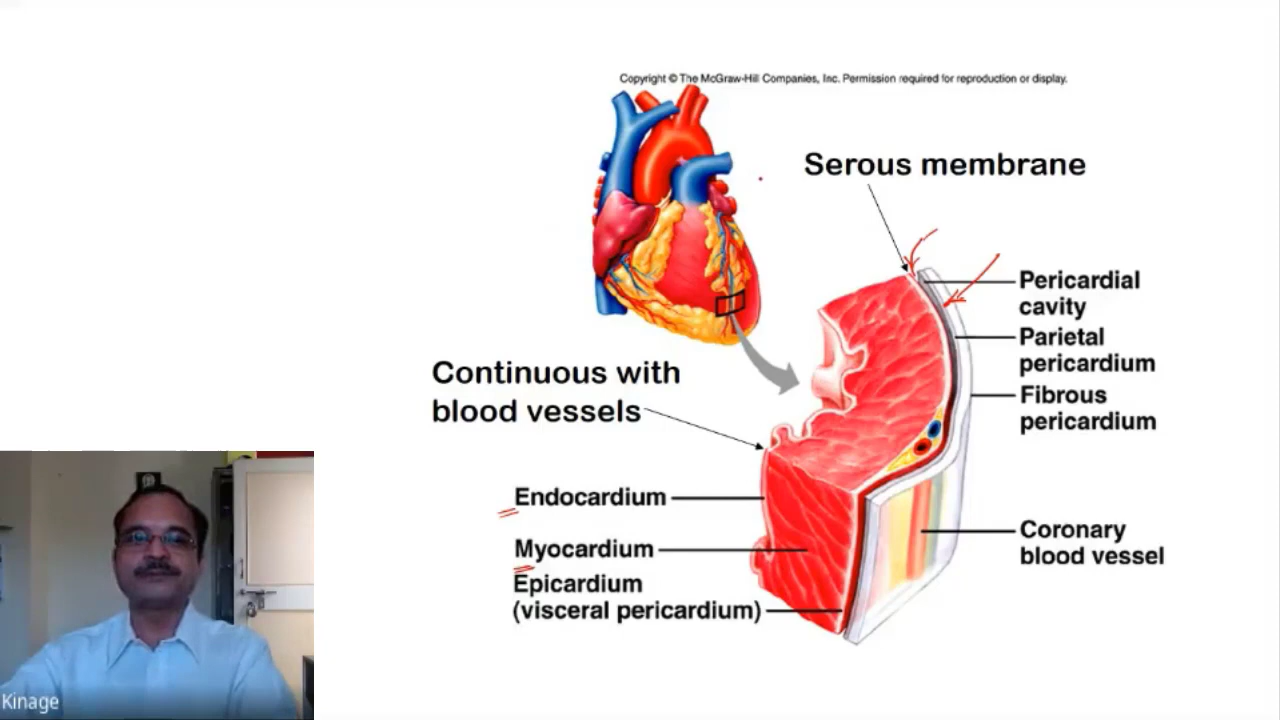 Copyright © The McGraw-Hill Companies, Inc. Permission required for reproduction or display.
Serous membrane
Pericardial
cavity
Parietal
pericardium
Fibrous
pericardium
Continuous with
blood vessels
Endocardium
Myocardium
Epicardium
(visceral pericardium)
Coronary
blood vessel
Kinage